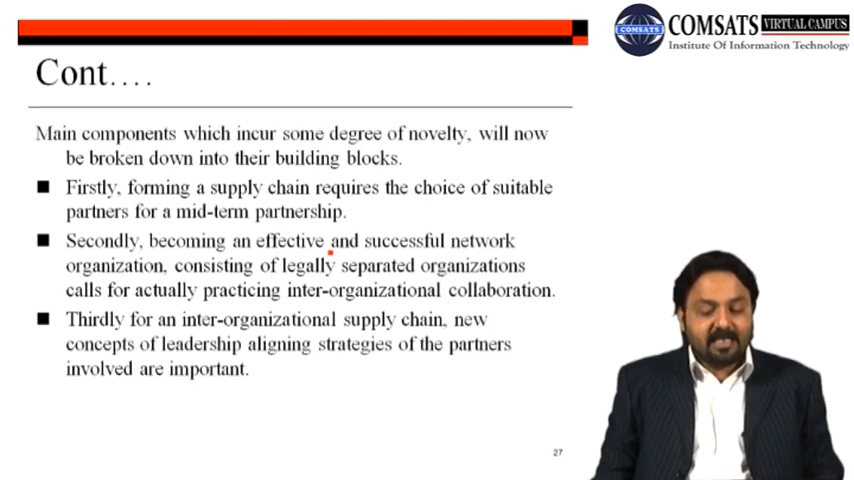 COMSATS
COMSATS VIRTUAL CAMPUS
Institute Of Information Technology
Cont....
Main components which incur some degree of novelty, will now
be broken down into their building blocks.
■ Firstly, forming a supply chain requires the choice of suitable
partners for a mid-term partnership.
■ Secondly, becoming an effective and successful network
organization, consisting of legally separated organizations
calls for actually practicing inter-organizational collaboration.
■ Thirdly for an inter-organizational supply chain, new
concepts of leadership aligning strategies of the partners
involved are important.
27